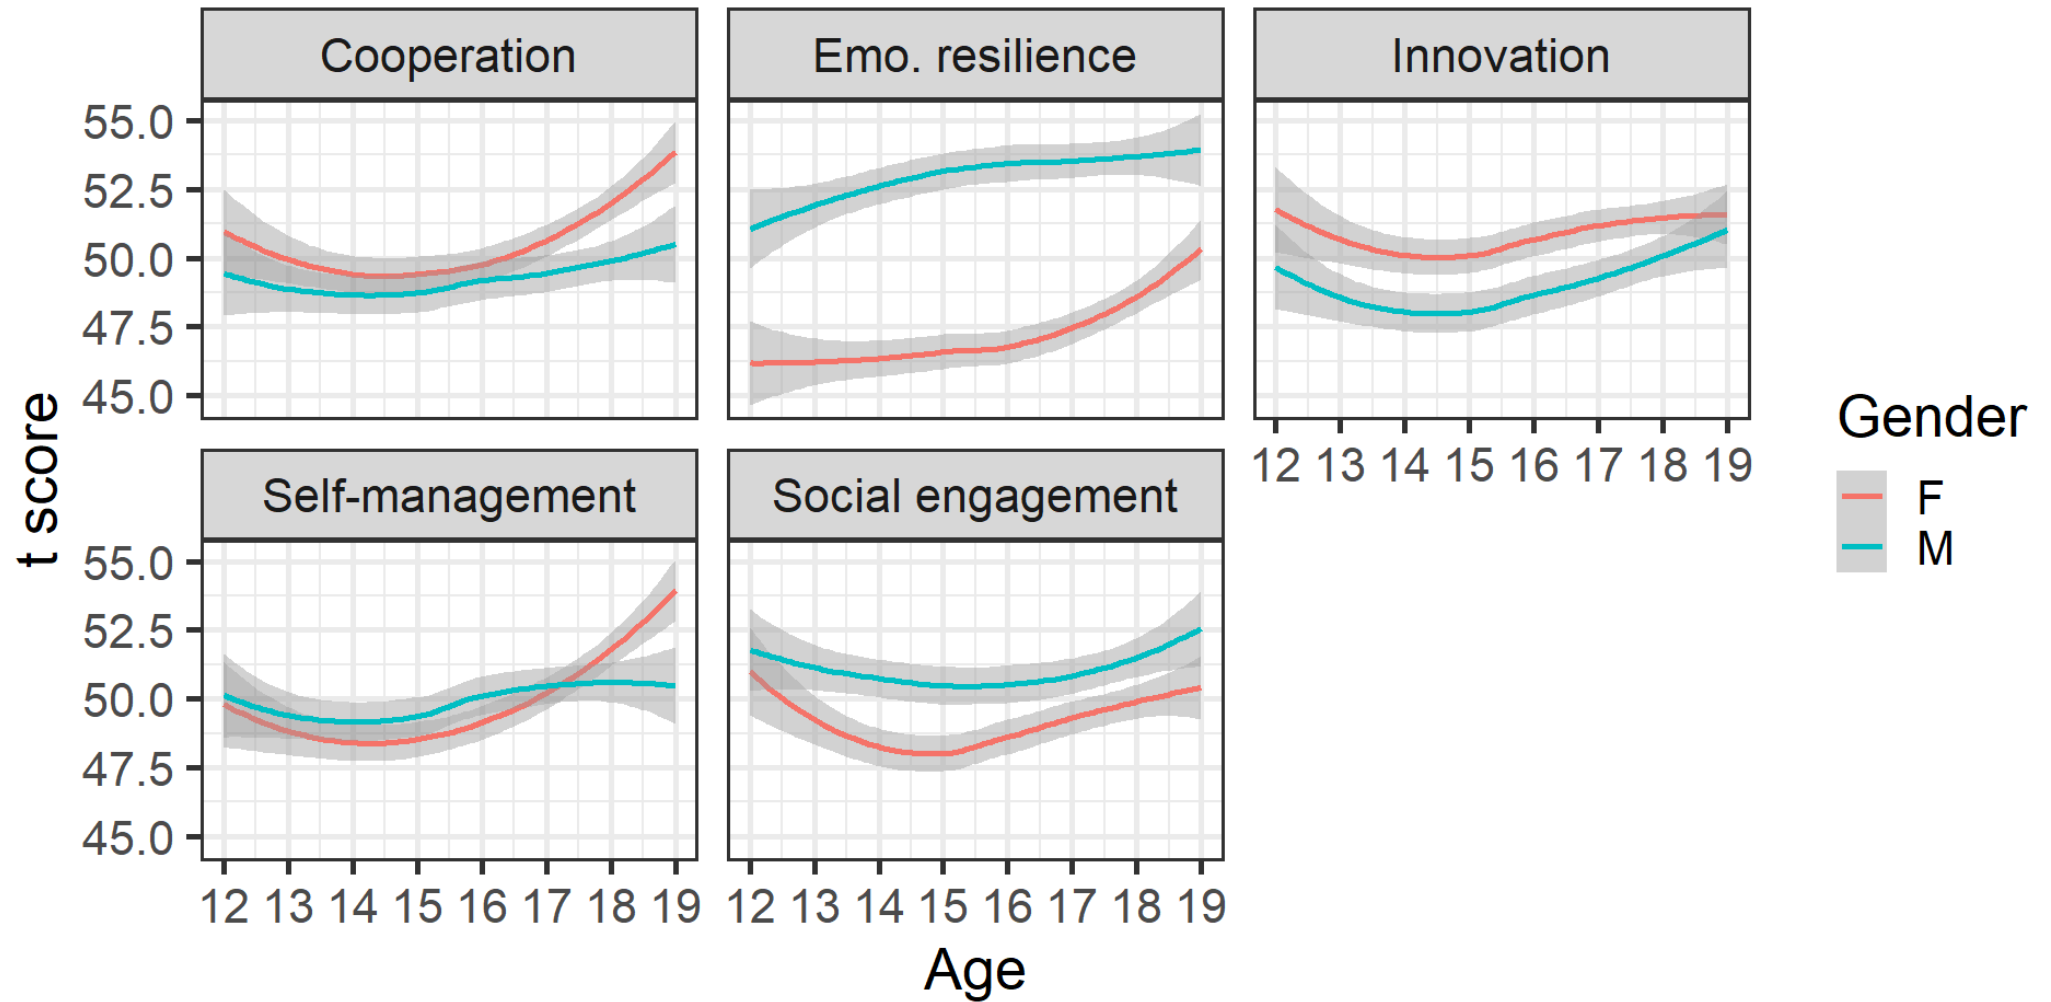 Cooperation
Emo. resilience
Innovation
55.0
52.5
50.0
47.5
45.0
12 13 14 15 16 17 18 19
Self-management
Social engagement
55.0
52.5
50.0
47.5
45.0
12 13 14 15 16 17 18 19
12 13 14 15 16 17 18 19
t score
Age
Gender
F
M